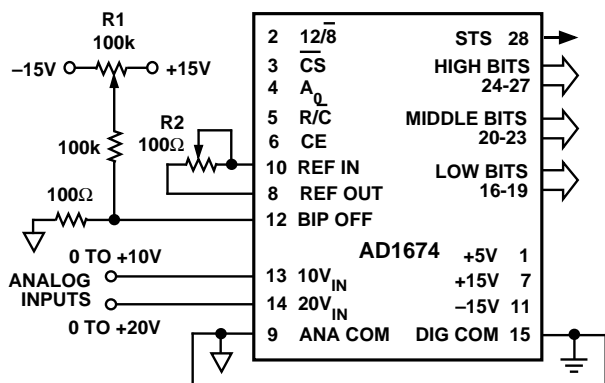 R1
100k
–15V
+15V
100k
R2
100Ω
100Ω
0 TO +10V
ANALOG
INPUTS
0 TO +20V
2 12/8̅
3 C̅S̅
4 A0
5 R/C̅
6 CE
10 REF IN
8 REF OUT
12 BIP OFF
13 10VIN
14 20VIN
9 ANA COM
STS 28
HIGH BITS
24-27
MIDDLE BITS
20-23
LOW BITS
16-19
AD1674
+5V 1
+15V 7
–15V 11
DIG COM 15